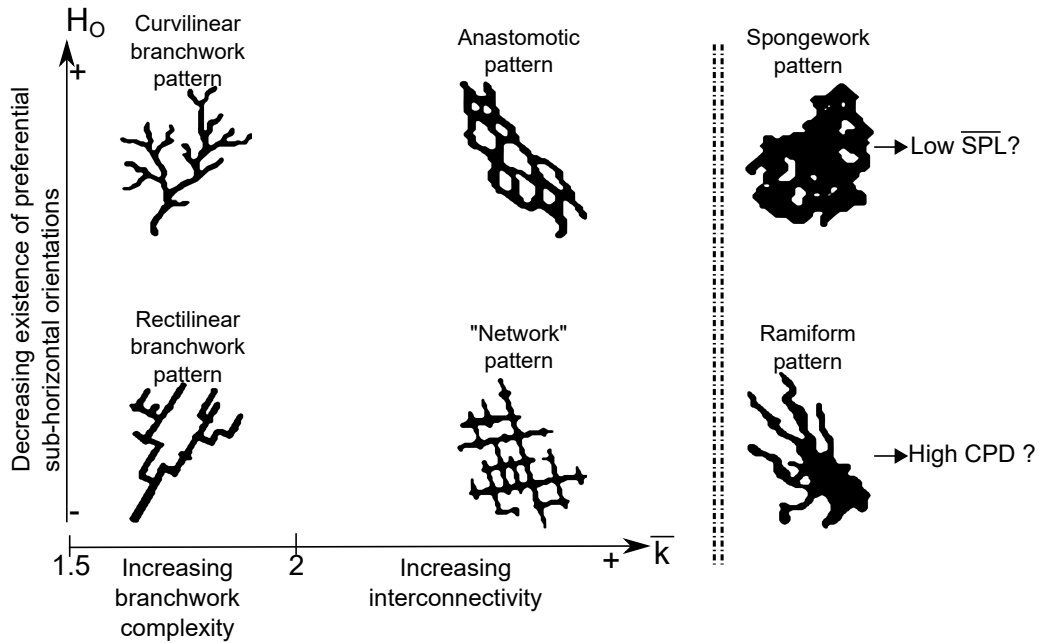 H_O
+
Curvilinear
branchwork
pattern
Anastomotic
pattern
Spongework
pattern
Low S̅P̅L̅?
Decreasing existence of preferential
sub-horizontal orientations
Rectilinear
branchwork
pattern
"Network"
pattern
Ramiform
pattern
High CPD ?
-
1.5
2
+
k̅
Increasing
branchwork
complexity
Increasing
interconnectivity